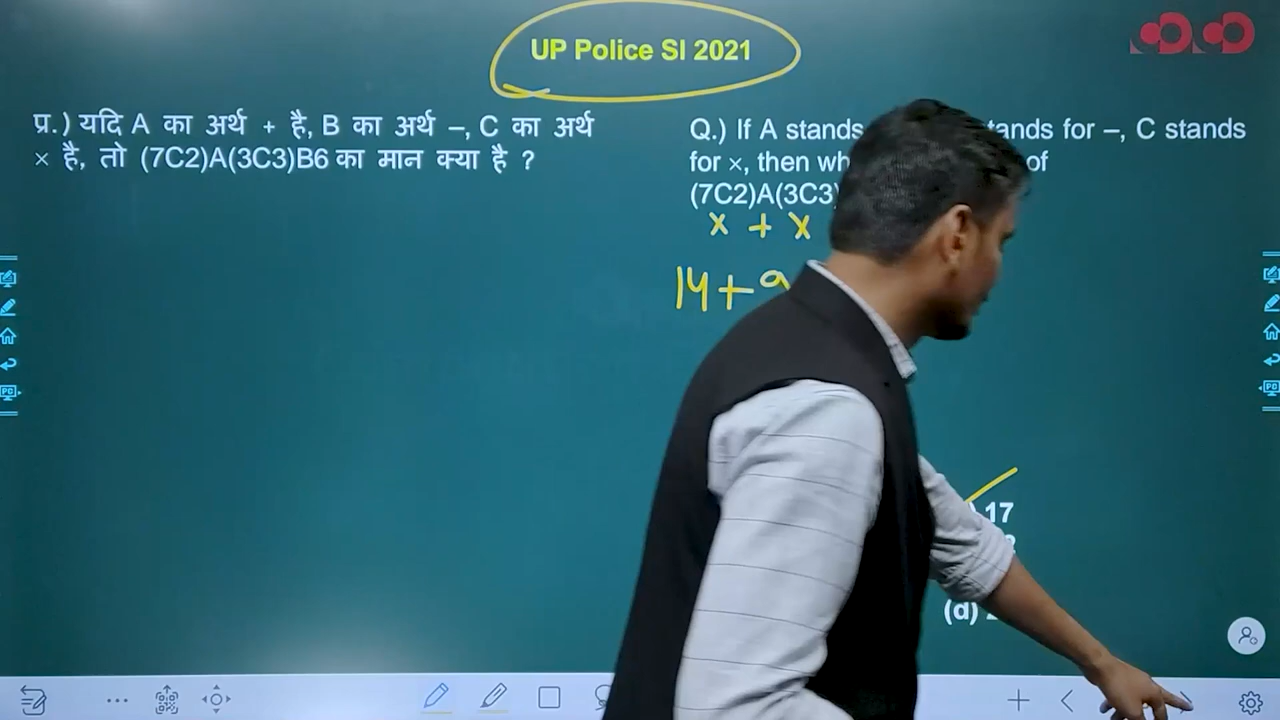 UP Police SI 2021
प्र.) यदि A का अर्थ + है, B का अर्थ –, C का अर्थ
× है, तो (7C2)A(3C3)B6 का मान क्या है ?
Q.) If A stands tands for –, C stands
for ×, then of
(7C2)A(3C3)
× + ×
14+9
17
(d)